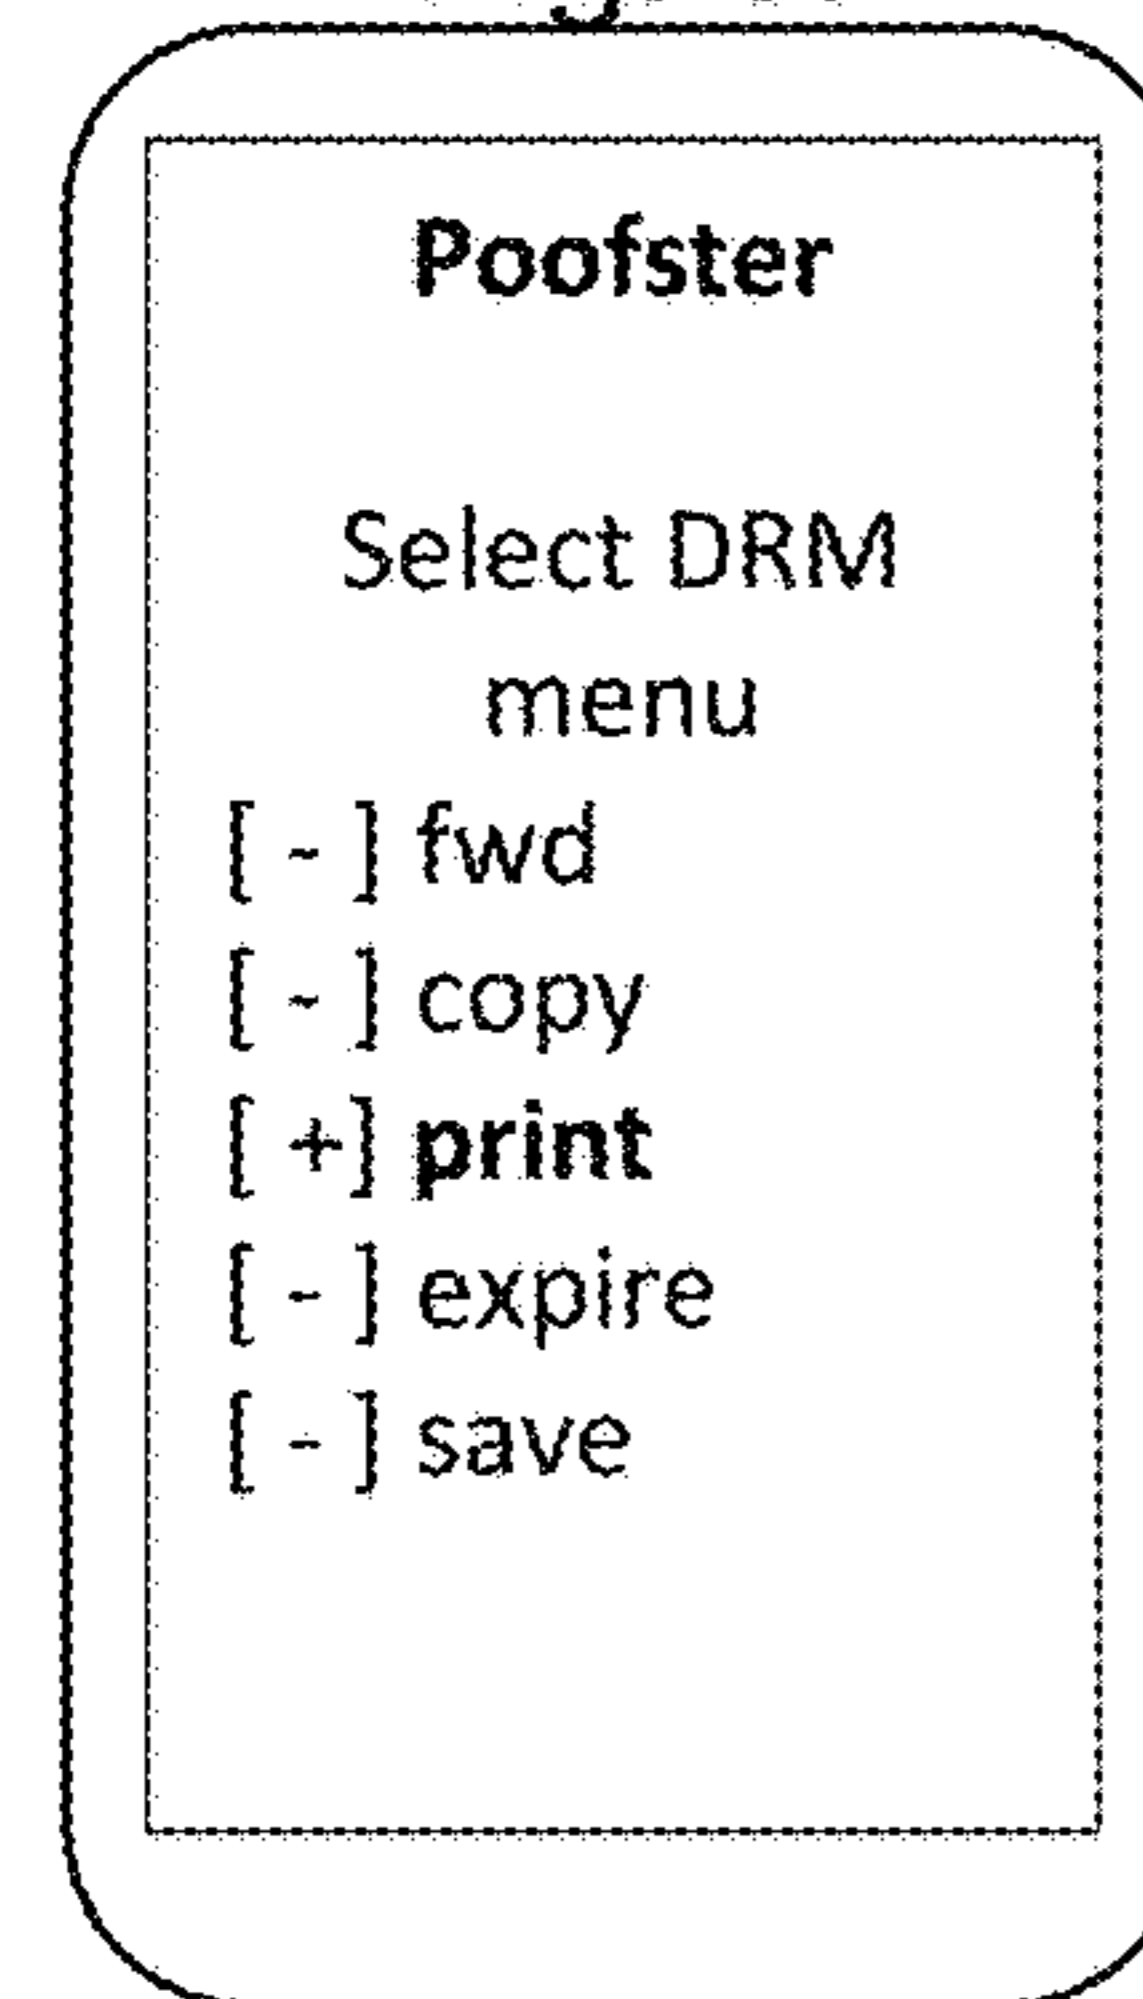 Poofster
Select DRM
menu
[ - ] fwd
[ - ] copy
[ +] print
[ - ] expire
[ - ] save